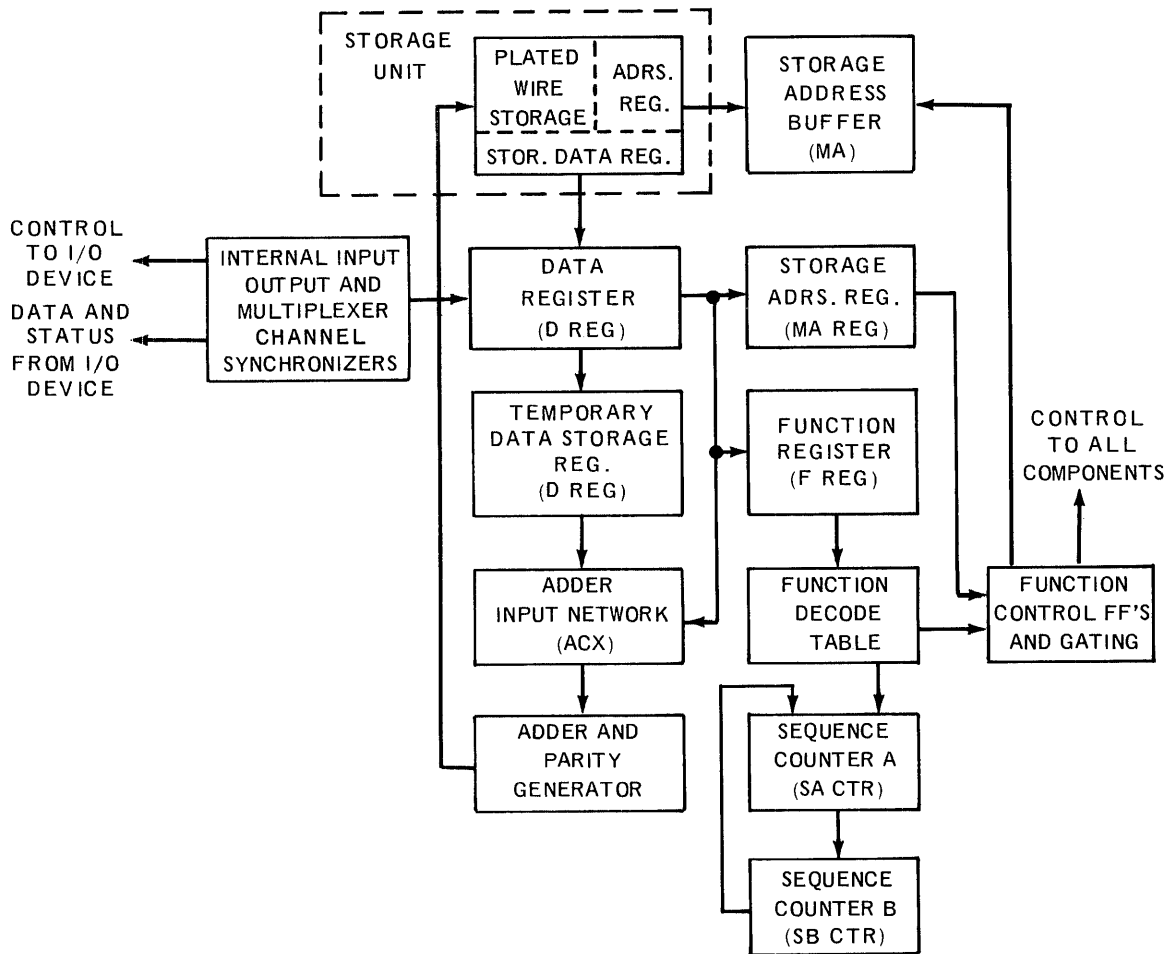 STORAGE
UNIT
PLATED
WIRE
STORAGE
ADRS.
REG.
STOR. DATA REG.
STORAGE
ADDRESS
BUFFER
(MA)
CONTROL
TO I/O
DEVICE
DATA AND
STATUS
FROM I/O
DEVICE
INTERNAL INPUT
OUTPUT AND
MULTIPLEXER
CHANNEL
SYNCHRONIZERS
DATA
REGISTER
(D REG)
STORAGE
ADRS. REG.
(MA REG)
TEMPORARY
DATA STORAGE
REG.
(D REG)
FUNCTION
REGISTER
(F REG)
CONTROL
TO ALL
COMPONENTS
ADDER
INPUT NETWORK
(ACX)
FUNCTION
DECODE
TABLE
FUNCTION
CONTROL FF'S
AND GATING
ADDER AND
PARITY
GENERATOR
SEQUENCE
COUNTER A
(SA CTR)
SEQUENCE
COUNTER B
(SB CTR)